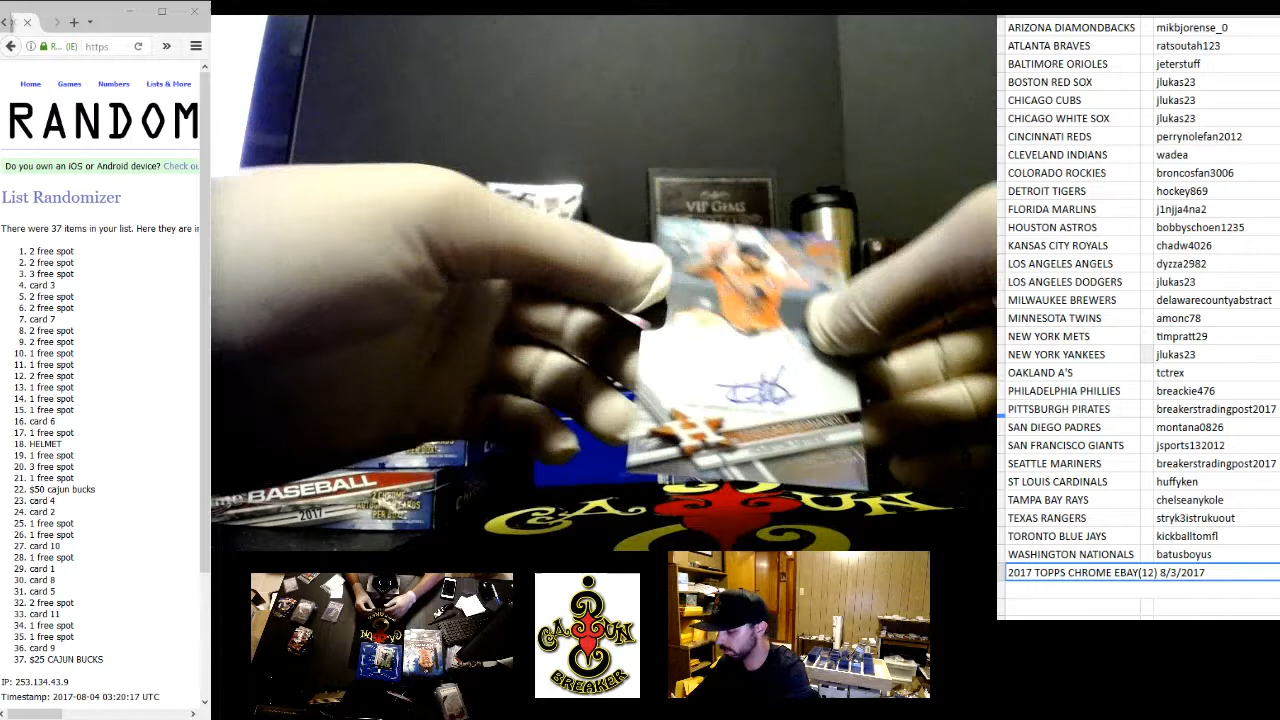 R... (IE)
https
Home Games Numbers Lists & More
RANDOM
Do you own an iOS or Android device? Check ou
List Randomizer
There were 37 items in your list. Here they are in
1. 2 free spot
2. 2 free spot
3. 3 free spot
4. card 3
5. 2 free spot
6. 2 free spot
7. card 7
8. 2 free spot
9. 2 free spot
10. 1 free spot
11. 1 free spot
12. 2 free spot
13. 1 free spot
14. 1 free spot
15. 1 free spot
16. card 6
17. 1 free spot
18. HELMET
19. 1 free spot
20. 3 free spot
21. 1 free spot
22. $50 cajun bucks
23. card 4
24. card 2
25. 1 free spot
26. 1 free spot
27. card 10
28. 1 free spot
29. card 1
30. card 8
31. card 5
32. 2 free spot
33. card 11
34. 1 free spot
35. 1 free spot
36. card 9
37. $25 CAJUN BUCKS
IP: 253.134.43.9
Timestamp: 2017-08-04 03:20:17 UTC
VIP GEMS
BASEBALL
2 CHROME
2017
CAJUN
CAJUN
BREAKER
ARIZONA DIAMONDBACKS mikbjorense_0
ATLANTA BRAVES ratsoutah123
BALTIMORE ORIOLES jeterstuff
BOSTON RED SOX jlukas23
CHICAGO CUBS jlukas23
CHICAGO WHITE SOX jlukas23
CINCINNATI REDS perrynolefan2012
CLEVELAND INDIANS wadea
COLORADO ROCKIES broncosfan3006
DETROIT TIGERS hockey869
FLORIDA MARLINS j1njja4na2
HOUSTON ASTROS bobbyschoen1235
KANSAS CITY ROYALS chadw4026
LOS ANGELES ANGELS dyzza2982
LOS ANGELES DODGERS jlukas23
MILWAUKEE BREWERS delawarecountyabstract
MINNESOTA TWINS amonc78
NEW YORK METS timpratt29
NEW YORK YANKEES jlukas23
OAKLAND A'S tctrex
PHILADELPHIA PHILLIES breackie476
PITTSBURGH PIRATES breakerstradingpost2017
SAN DIEGO PADRES montana0826
SAN FRANCISCO GIANTS jsports132012
SEATTLE MARINERS breakerstradingpost2017
ST LOUIS CARDINALS huffyken
TAMPA BAY RAYS chelseanykole
TEXAS RANGERS stryk3istrukuout
TORONTO BLUE JAYS kickballtomfl
WASHINGTON NATIONALS batusboyus
2017 TOPPS CHROME EBAY(12) 8/3/2017